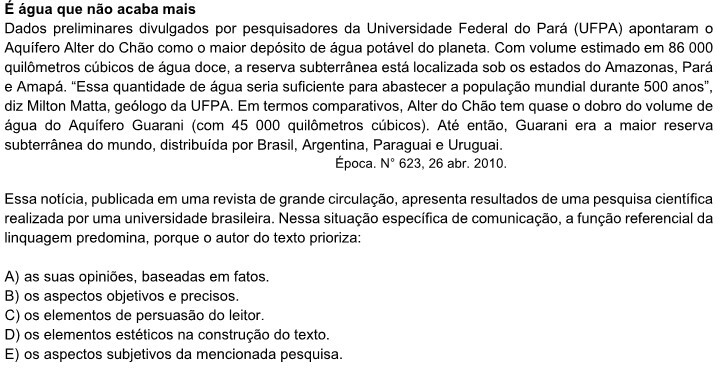 É água que não acaba mais
Dados preliminares divulgados por pesquisadores da Universidade Federal do Pará (UFPA) apontaram o
Aquífero Alter do Chão como o maior depósito de água potável do planeta. Com volume estimado em 86 000
quilômetros cúbicos de água doce, a reserva subterrânea está localizada sob os estados do Amazonas, Pará
e Amapá. “Essa quantidade de água seria suficiente para abastecer a população mundial durante 500 anos”,
diz Milton Matta, geólogo da UFPA. Em termos comparativos, Alter do Chão tem quase o dobro do volume de
água do Aquífero Guarani (com 45 000 quilômetros cúbicos). Até então, Guarani era a maior reserva
subterrânea do mundo, distribuída por Brasil, Argentina, Paraguai e Uruguai.
Época. N° 623, 26 abr. 2010.
Essa notícia, publicada em uma revista de grande circulação, apresenta resultados de uma pesquisa científica
realizada por uma universidade brasileira. Nessa situação específica de comunicação, a função referencial da
linguagem predomina, porque o autor do texto prioriza:
A) as suas opiniões, baseadas em fatos.
B) os aspectos objetivos e precisos.
C) os elementos de persuasão do leitor.
D) os elementos estéticos na construção do texto.
E) os aspectos subjetivos da mencionada pesquisa.